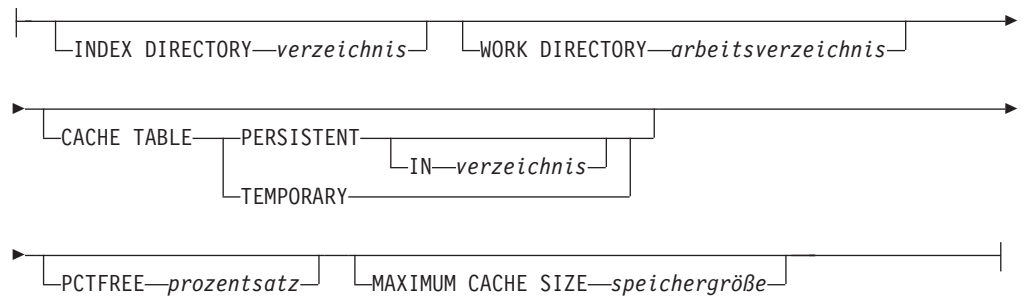 INDEX DIRECTORY verzeichnis WORK DIRECTORY arbeitsverzeichnis
CACHE TABLE PERSISTENT
IN verzeichnis
TEMPORARY
PCTFREE prozentsatz MAXIMUM CACHE SIZE speichergröße